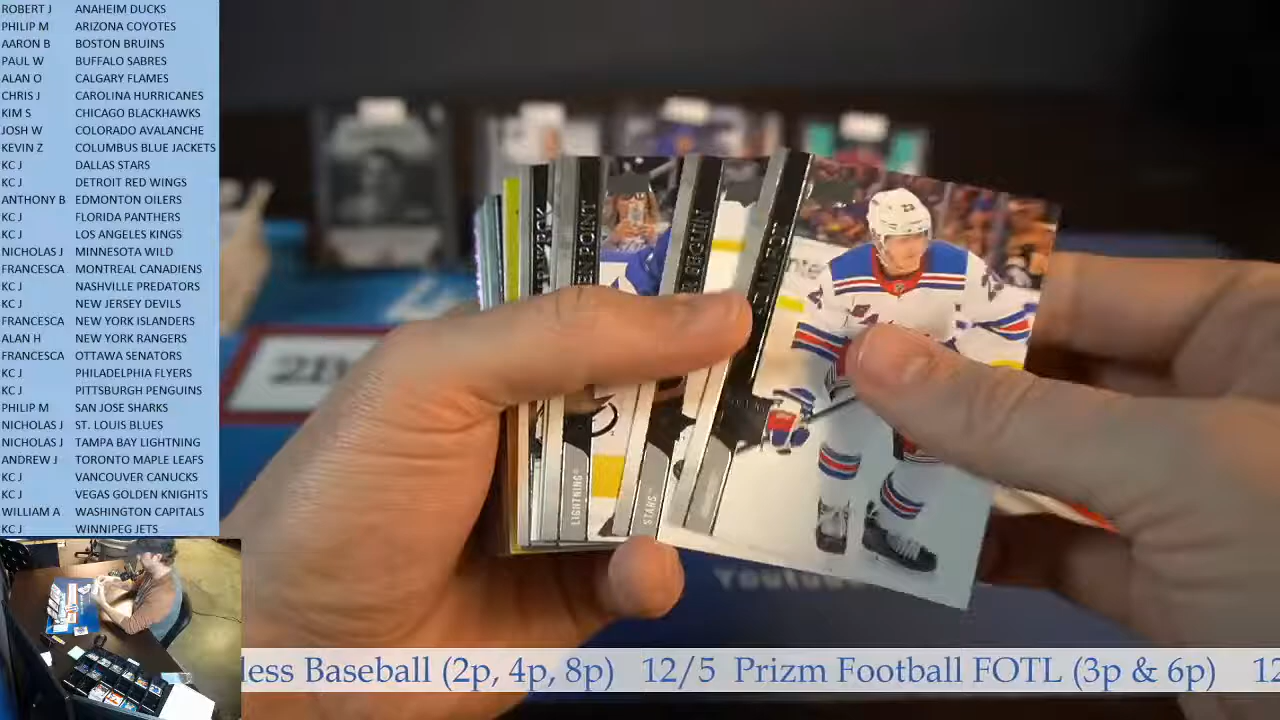 ROBERT J ANAHEIM DUCKS
PHILIP M ARIZONA COYOTES
AARON B BOSTON BRUINS
PAUL W BUFFALO SABRES
ALAN O CALGARY FLAMES
CHRIS J CAROLINA HURRICANES
KIM S CHICAGO BLACKHAWKS
JOSH W COLORADO AVALANCHE
KEVIN Z COLUMBUS BLUE JACKETS
KC J DALLAS STARS
KC J DETROIT RED WINGS
ANTHONY B EDMONTON OILERS
KC J FLORIDA PANTHERS
KC J LOS ANGELES KINGS
NICHOLAS J MINNESOTA WILD
FRANCESCA MONTREAL CANADIENS
KC J NASHVILLE PREDATORS
KC J NEW JERSEY DEVILS
FRANCESCA NEW YORK ISLANDERS
ALAN H NEW YORK RANGERS
FRANCESCA OTTAWA SENATORS
KC J PHILADELPHIA FLYERS
KC J PITTSBURGH PENGUINS
PHILIP M SAN JOSE SHARKS
NICHOLAS J ST. LOUIS BLUES
NICHOLAS J TAMPA BAY LIGHTNING
ANDREW J TORONTO MAPLE LEAFS
KC J VANCOUVER CANUCKS
KC J VEGAS GOLDEN KNIGHTS
WILLIAM A WASHINGTON CAPITALS
KC J WINNIPEG JETS
POINT
SEGUIN
LIGHTNING
STARS
23
less Baseball (2p, 4p, 8p) 12/5 Prizm Football FOTL (3p & 6p) 12